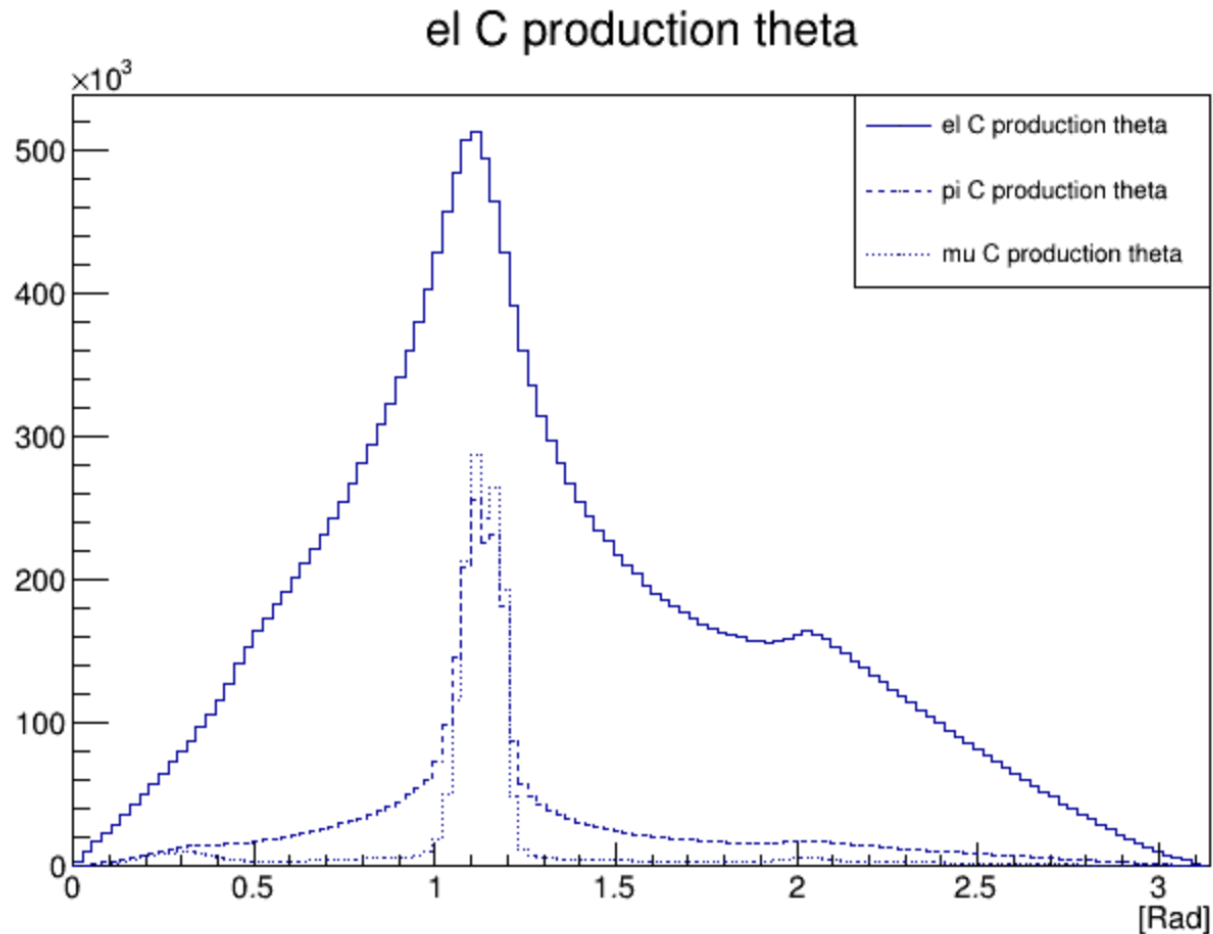 el C production theta
×10³
el C production theta
pi C production theta
mu C production theta
500
400
300
200
100
0
0 0.5 1 1.5 2 2.5 3
[Rad]